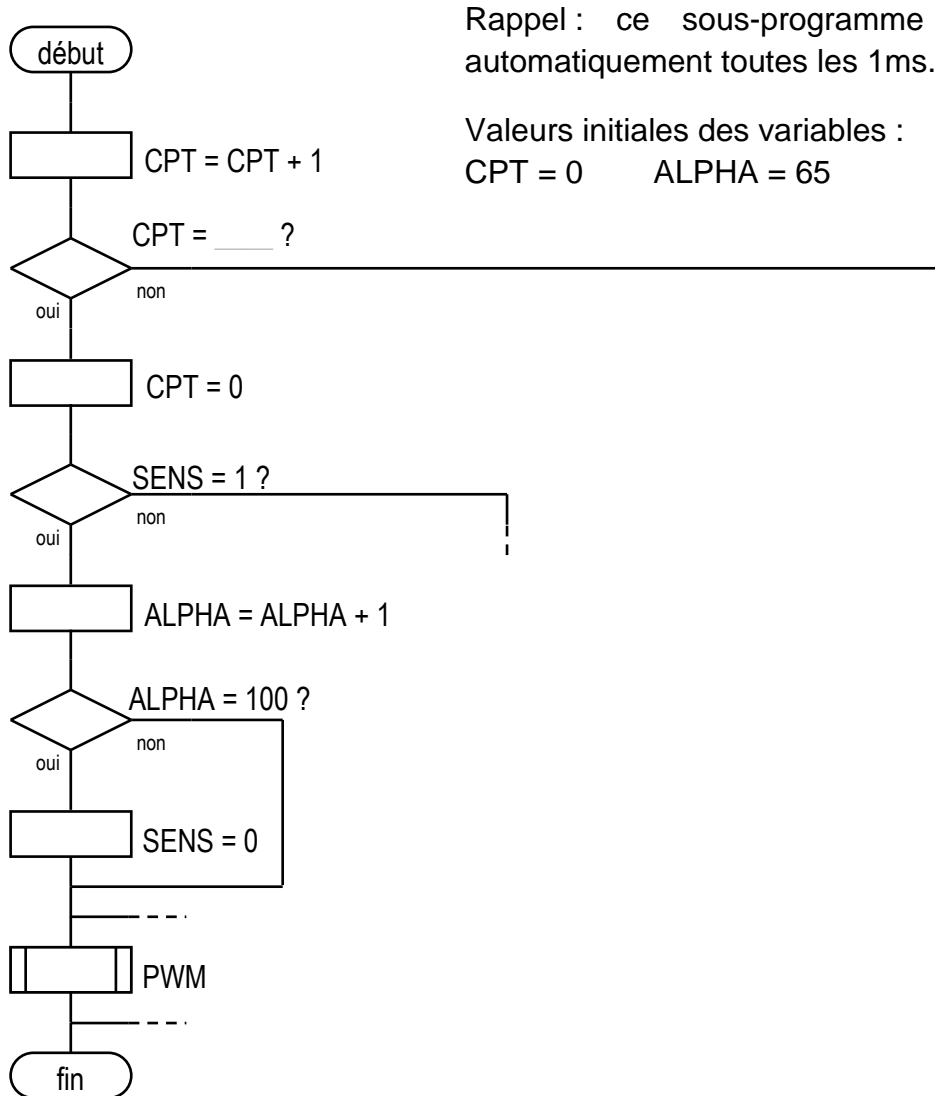 Rappel : ce sous-programme
automatiquement toutes les 1ms.
Valeurs initiales des variables :
CPT = 0 ALPHA = 65
début
CPT = CPT + 1
CPT = ____ ?
non
oui
CPT = 0
SENS = 1 ?
non
oui
ALPHA = ALPHA + 1
ALPHA = 100 ?
non
oui
SENS = 0
PWM
fin